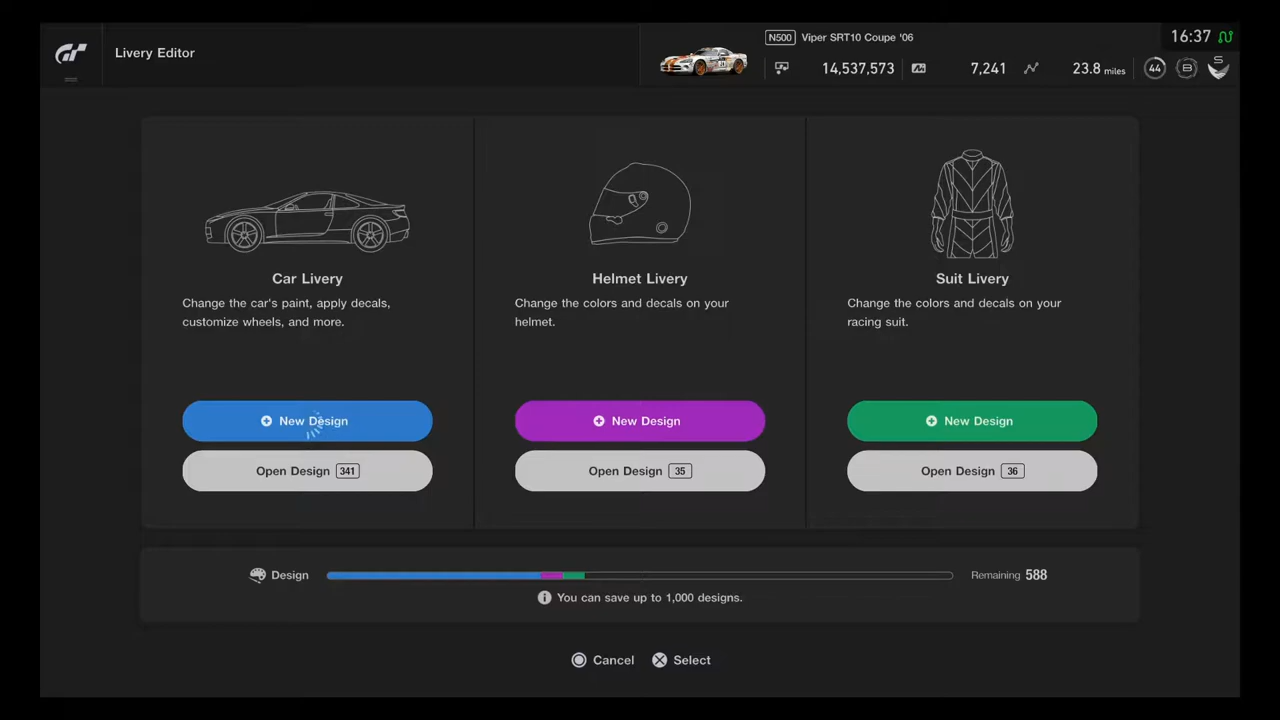 Livery Editor
N500 Viper SRT10 Coupe '06
16:37
14,537,573
7,241
23.8 miles
44
B
S
Car Livery
Change the car's paint, apply decals,
customize wheels, and more.
New Design
Open Design 341
Helmet Livery
Change the colors and decals on your
helmet.
New Design
Open Design 35
Suit Livery
Change the colors and decals on your
racing suit.
New Design
Open Design 36
Design
Remaining 588
You can save up to 1,000 designs.
Cancel
Select